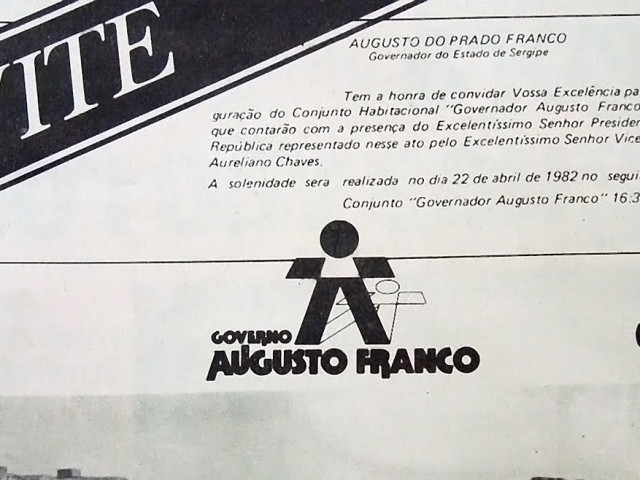 VITE
AUGUSTO DO PRADO FRANCO
Governador do Estado de Sergipe
Tem a honra de convidar Vossa Excelência pa
guração do Conjunto Habitacional "Governador Augusto Franco
que contarão com a presença do Excelentíssimo Senhor Presiden
República representado nesse ato pelo Excelentíssimo Senhor Vice
Aureliano Chaves.
A solenidade sera realizada no dia 22 de abril de 1982 no segui
Conjunto "Governador Augusto Franco" 16:3
GOVERNO
AUGUSTO FRANCO